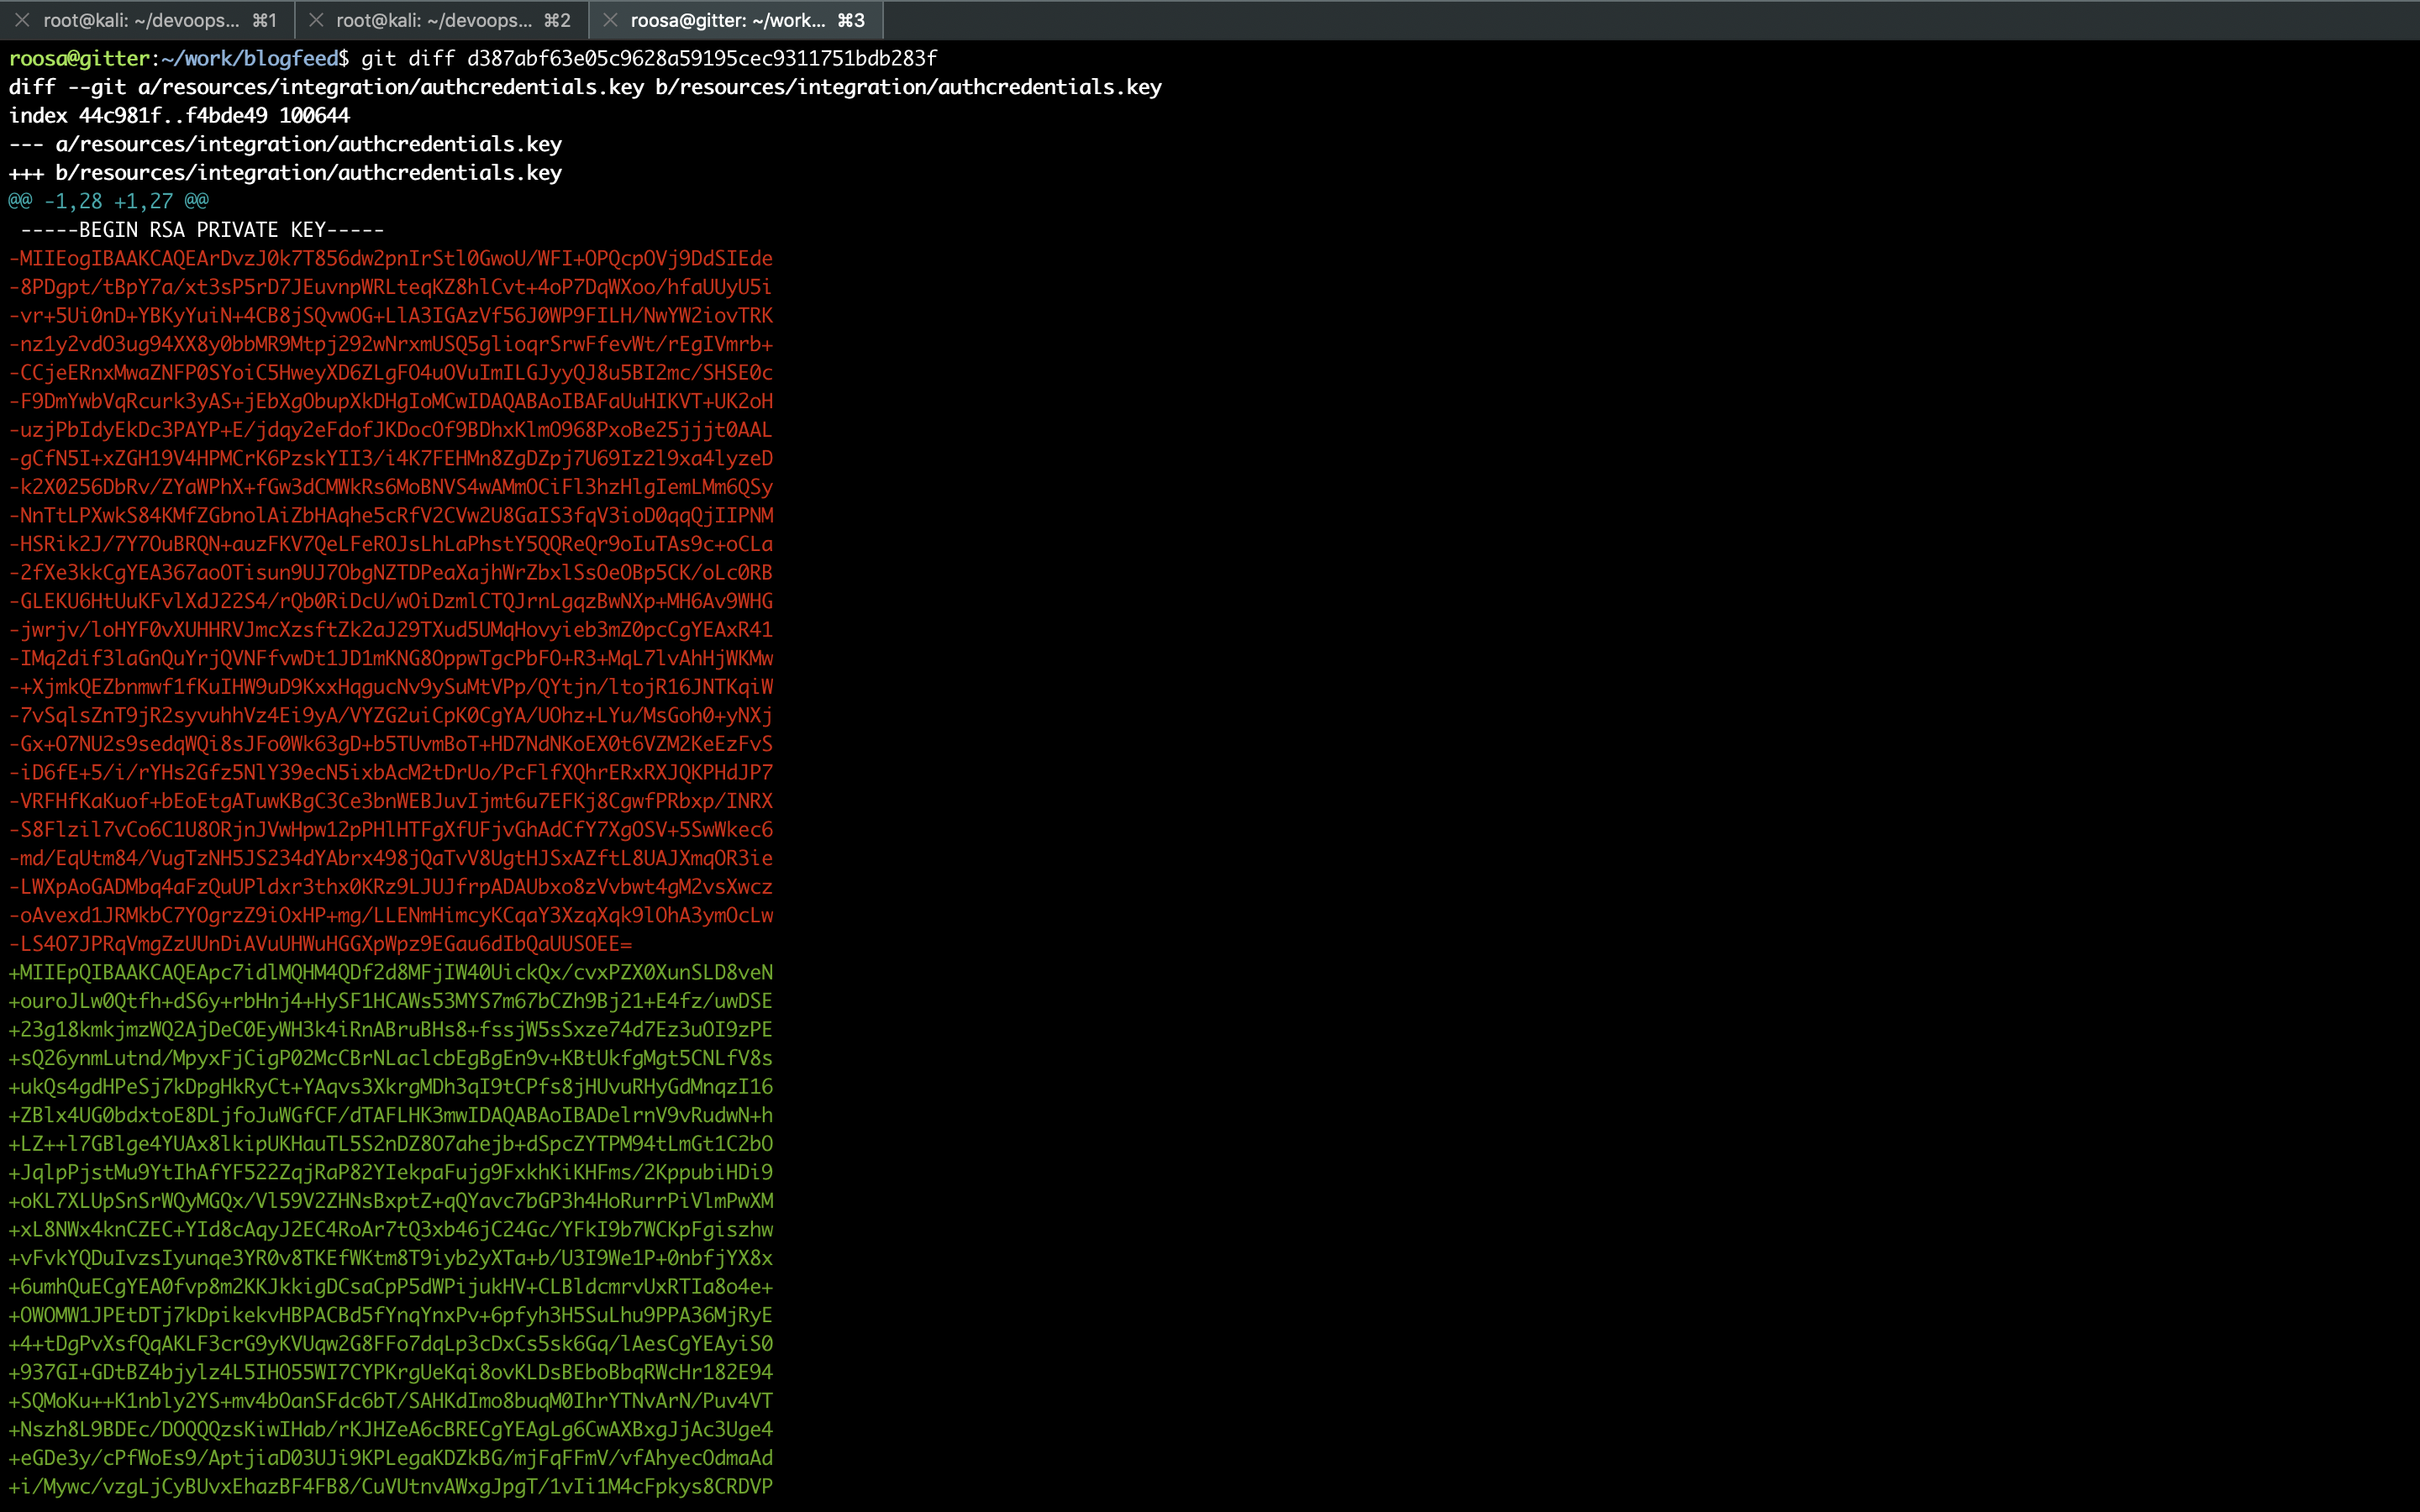 root@kali: ~/devoops... ⌘1
root@kali: ~/devoops... ⌘2
roosa@gitter: ~/work... ⌘3
roosa@gitter:~/work/blogfeed$ git diff d387abf63e05c9628a59195cec9311751bdb283f
diff --git a/resources/integration/authcredentials.key b/resources/integration/authcredentials.key
index 44c981f..f4bde49 100644
--- a/resources/integration/authcredentials.key
+++ b/resources/integration/authcredentials.key
@@ -1,28 +1,27 @@
 -----BEGIN RSA PRIVATE KEY-----
-MIIEogIBAAKCAQEArDvzJ0k7T856dw2pnIrStl0GwoU/WFI+OPQcpOVj9DdSIEde
-8PDgpt/tBpY7a/xt3sP5rD7JEuvnpWRLteqKZ8hlCvt+4oP7DqWXoo/hfaUUyU5i
-vr+5Ui0nD+YBKyYuiN+4CB8jSQvwOG+LlA3IGAzVf56J0WP9FILH/NwYW2iovTRK
-nz1y2vdO3ug94XX8y0bbMR9Mtpj292wNrxmUSQ5glioqrSrwFfevWt/rEgIVmrb+
-CCjeERnxMwaZNFP0SYoiC5HweyXD6ZLgFO4uOVuImILGJyyQJ8u5BI2mc/SHSE0c
-F9DmYwbVqRcurk3yAS+jEbXgObupXkDHgIoMCwIDAQABAoIBAFaUuHIKVT+UK2oH
-uzjPbIdyEkDc3PAYP+E/jdqy2eFdofJKDocOf9BDhxKlmO968PxoBe25jjjt0AAL
-gCfN5I+xZGH19V4HPMCrK6PzskYII3/i4K7FEHMn8ZgDZpj7U69Iz2l9xa4lyzeD
-k2X0256DbRv/ZYaWPhX+fGw3dCMWkRs6MoBNVS4wAMmOCiFl3hzHlgIemLMm6QSy
-NnTtLPXwkS84KMfZGbnolAiZbHAqhe5cRfV2CVw2U8GaIS3fqV3ioD0qqQjIIPNM
-HSRik2J/7Y7OuBRQN+auzFKV7QeLFeROJsLhLaPhstY5QQReQr9oIuTAs9c+oCLa
-2fXe3kkCgYEA367aoOTisun9UJ7ObgNZTDPeaXajhWrZbxlSsOeOBp5CK/oLc0RB
-GLEKU6HtUuKFvlXdJ22S4/rQb0RiDcU/wOiDzmlCTQJrnLgqzBwNXp+MH6Av9WHG
-jwrjv/loHYF0vXUHHRVJmcXzsftZk2aJ29TXud5UMqHovyieb3mZ0pcCgYEAxR41
-IMq2dif3laGnQuYrjQVNFfvwDt1JD1mKNG8OppwTgcPbFO+R3+MqL7lvAhHjWKMw
-+XjmkQEZbnmwf1fKuIHW9uD9KxxHqgucNv9ySuMtVPp/QYtjn/ltojR16JNTKqiW
-7vSqlsZnT9jR2syvuhhVz4Ei9yA/VYZG2uiCpK0CgYA/UOhz+LYu/MsGoh0+yNXj
-Gx+O7NU2s9sedqWQi8sJFo0Wk63gD+b5TUvmBoT+HD7NdNKoEX0t6VZM2KeEzFvS
-iD6fE+5/i/rYHs2Gfz5NlY39ecN5ixbAcM2tDrUo/PcFlfXQhrERxRXJQKPHdJP7
-VRFHfKaKuof+bEoEtgATuwKBgC3Ce3bnWEBJuvIjmt6u7EFKj8CgwfPRbxp/INRX
-S8Flzil7vCo6C1U8ORjnJVwHpw12pPHlHTFgXfUFjvGhAdCfY7XgOSV+5SwWkec6
-md/EqUtm84/VugTzNH5JS234dYAbrx498jQaTvV8UgtHJSxAZftL8UAJXmqOR3ie
-LWXpAoGADMbq4aFzQuUPldxr3thx0KRz9LJUJfrpADAUbxo8zVvbwt4gM2vsXwcz
-oAvexd1JRMkbC7YOgrzZ9iOxHP+mg/LLENmHimcyKCqaY3XzqXqk9lOhA3ymOcLw
-LS4O7JPRqVmgZzUUnDiAVuUHWuHGGXpWpz9EGau6dIbQaUUSOEE=
+MIIEpQIBAAKCAQEApc7idlMQHM4QDf2d8MFjIW40UickQx/cvxPZX0XunSLD8veN
+ouroJLw0Qtfh+dS6y+rbHnj4+HySF1HCAWs53MYS7m67bCZh9Bj21+E4fz/uwDSE
+23g18kmkjmzWQ2AjDeC0EyWH3k4iRnABruBHs8+fssjW5sSxze74d7Ez3uOI9zPE
+sQ26ynmLutnd/MpyxFjCigP02McCBrNLaclcbEgBgEn9v+KBtUkfgMgt5CNLfV8s
+ukQs4gdHPeSj7kDpgHkRyCt+YAqvs3XkrgMDh3qI9tCPfs8jHUvuRHyGdMnqzI16
+ZBlx4UG0bdxtoE8DLjfoJuWGfCF/dTAFLHK3mwIDAQABAoIBADelrnV9vRudwN+h
+LZ++l7GBlge4YUAx8lkipUKHauTL5S2nDZ8O7ahejb+dSpcZYTPM94tLmGt1C2bO
+JqlpPjstMu9YtIhAfYF522ZqjRaP82YIekpaFujg9FxkhKiKHFms/2KppubiHDi9
+oKL7XLUpSnSrWQyMGQx/Vl59V2ZHNsBxptZ+qQYavc7bGP3h4HoRurrPiVlmPwXM
+xL8NWx4knCZEC+YId8cAqyJ2EC4RoAr7tQ3xb46jC24Gc/YFkI9b7WCKpFgiszhw
+vFvkYQDuIvzsIyunqe3YR0v8TKEfWKtm8T9iyb2yXTa+b/U3I9We1P+0nbfjYX8x
+6umhQuECgYEA0fvp8m2KKJkkigDCsaCpP5dWPijukHV+CLBldcmrvUxRTIa8o4e+
+OWOMW1JPEtDTj7kDpikekvHBPACBd5fYnqYnxPv+6pfyh3H5SuLhu9PPA36MjRyE
+4+tDgPvXsfQqAKLF3crG9yKVUqw2G8FFo7dqLp3cDxCs5sk6Gq/lAesCgYEAyiS0
+937GI+GDtBZ4bjylz4L5IHO55WI7CYPKrgUeKqi8ovKLDsBEboBbqRWcHr182E94
+SQMoKu++K1nbly2YS+mv4bOanSFdc6bT/SAHKdImo8buqM0IhrYTNvArN/Puv4VT
+Nszh8L9BDEc/DOQQQzsKiwIHab/rKJHZeA6cBRECgYEAgLg6CwAXBxgJjAc3Uge4
+eGDe3y/cPfWoEs9/AptjiaD03UJi9KPLegaKDZkBG/mjFqFFmV/vfAhyecOdmaAd
+i/Mywc/vzgLjCyBUvxEhazBF4FB8/CuVUtnvAWxgJpgT/1vIi1M4cFpkys8CRDVP